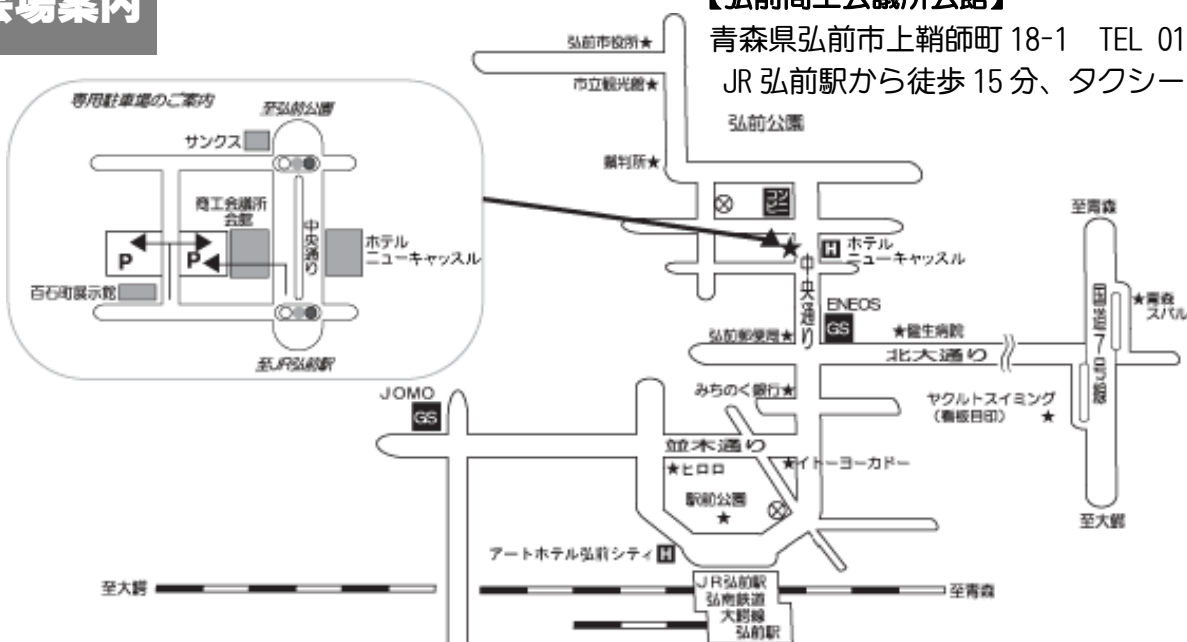 会場案内
【弘前商工会議所会館】
青森県弘前市上鞘師町 18-1 TEL 01
JR 弘前駅から徒歩 15 分、タクシー
専用駐車場のご案内
至弘前公園
サンクス
商工会議所
会館
中央通り
ホテル
ニューキャッスル
P
P
百石町展示館
至JR弘前駅
弘前市役所★
市立観光館★
弘前公園
裁判所★
コンビニ
H ホテル
ニューキャッスル
中央通り
ENEOS
GS
弘前郵便局★
★健生病院
北大通り
至青森
国道7号線
★青森
スバル
みちのく銀行★
ヤクルトスイミング
(看板目印) ★
至大鰐
JOMO
GS
並木通り
★ヒロロ
★イトーヨーカドー
駅前公園
★
アートホテル弘前シティ H
至大鰐
JR弘前駅
弘南鉄道
大鰐線
弘前駅
至青森